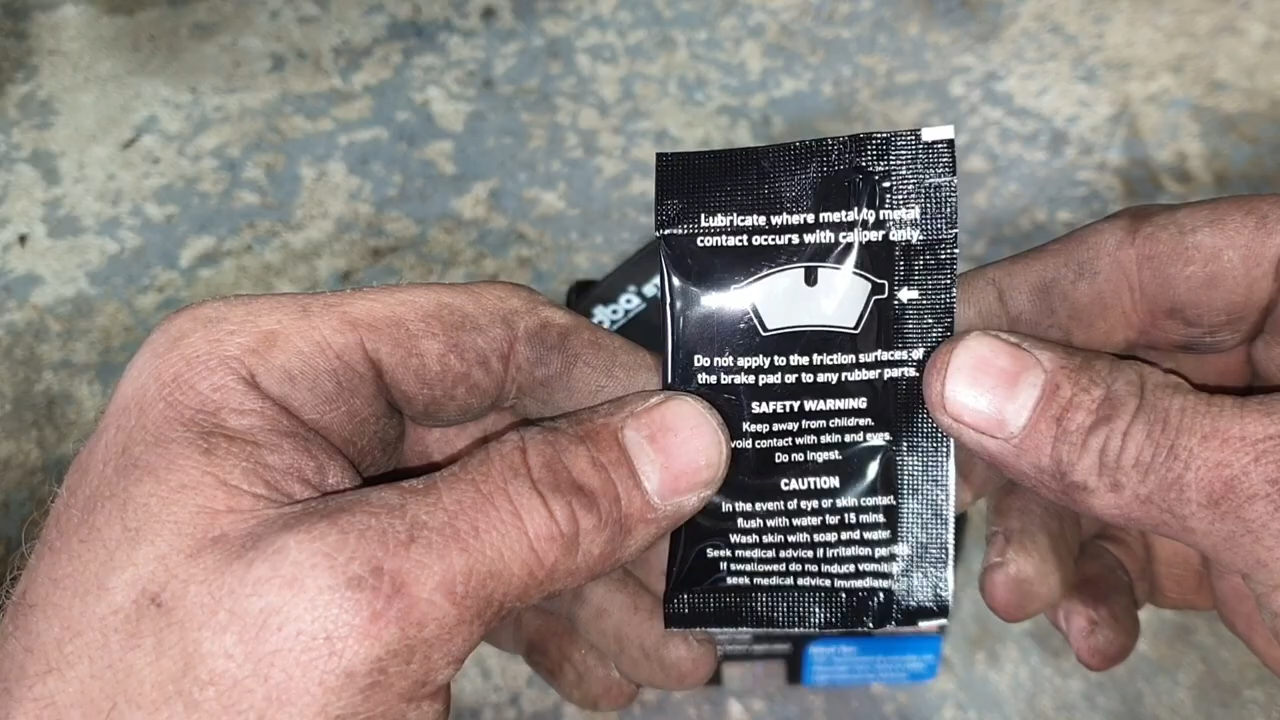 Lubricate where metal to metal
contact occurs with caliper only.
Do not apply to the friction surfaces of
the brake pad or to any rubber parts.
SAFETY WARNING
Keep away from children.
void contact with skin and eyes.
Do no ingest.
CAUTION
In the event of eye or skin contact,
flush with water for 15 mins.
Wash skin with soap and water
Seek medical advice if irritation
If swallowed do no induce
seek medical advice
dba